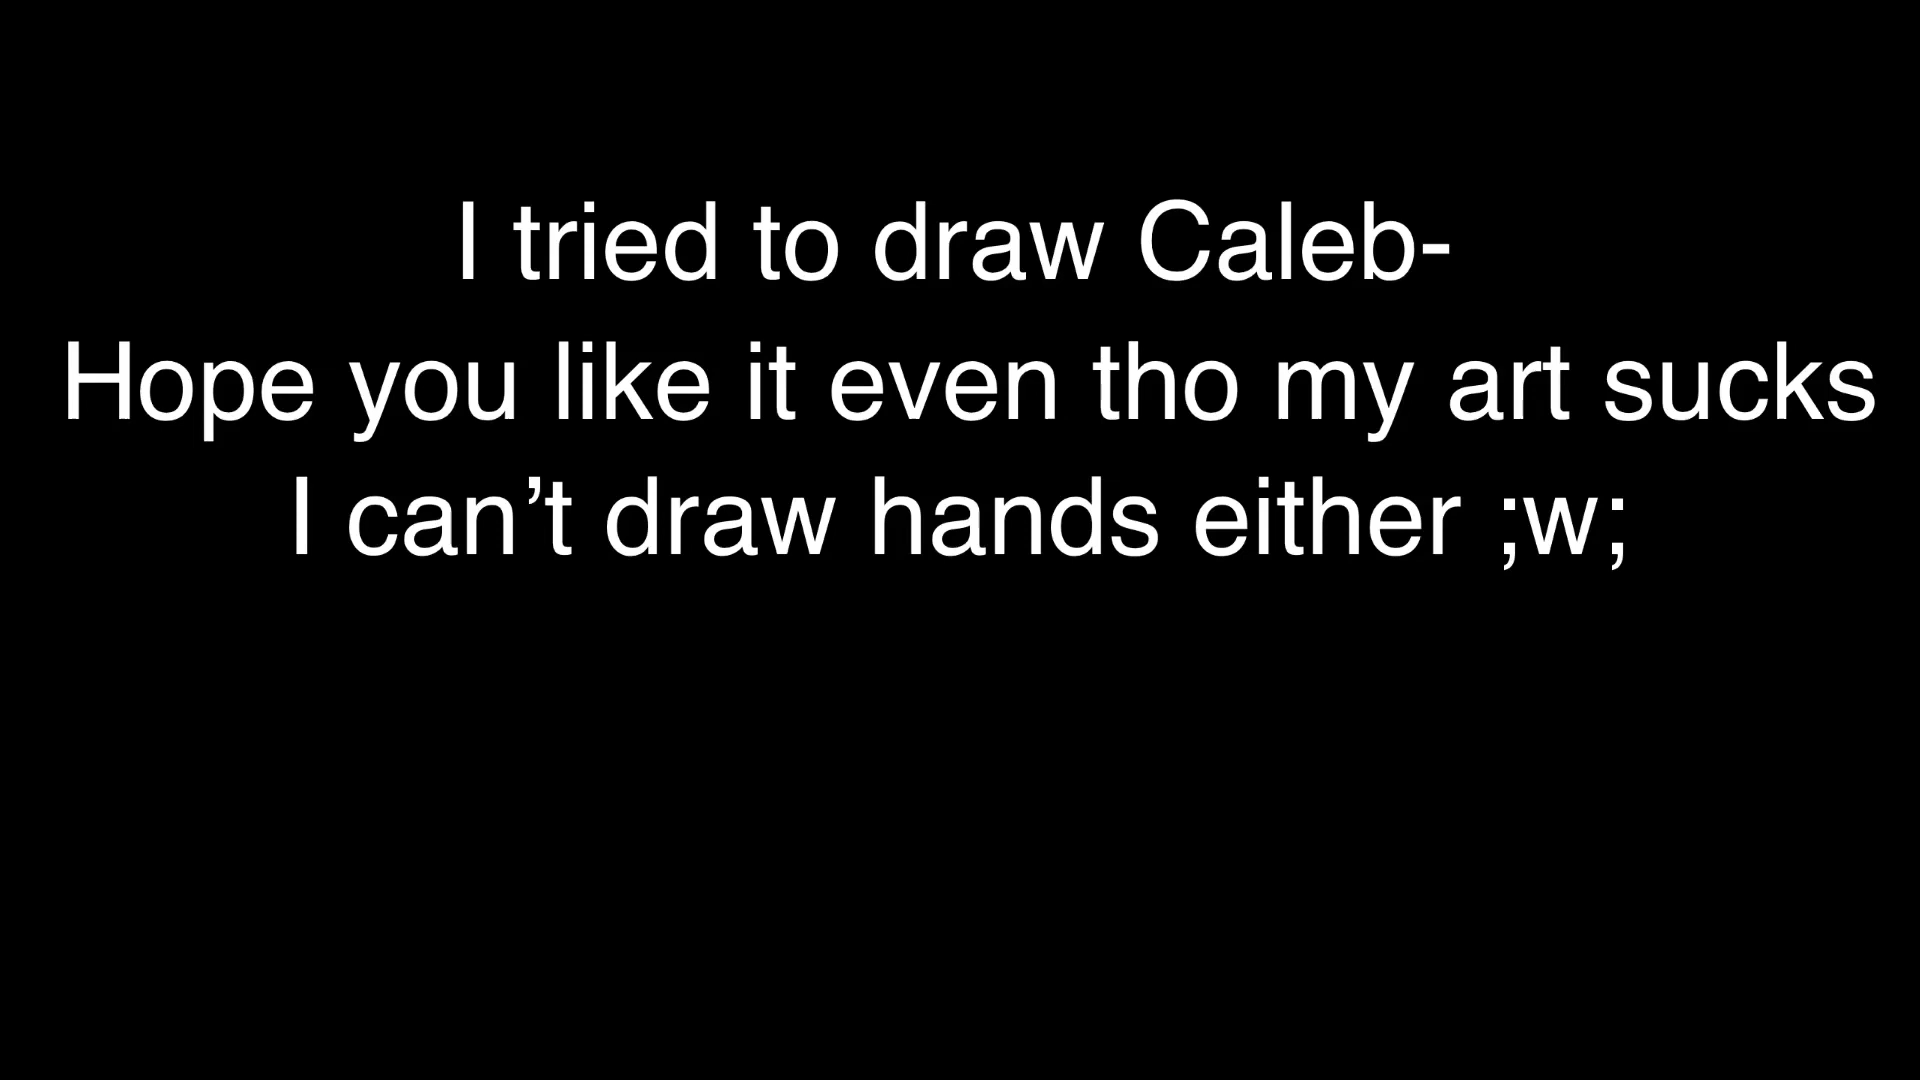 I tried to draw Caleb-
Hope you like it even tho my art sucks
I can’t draw hands either ;w;